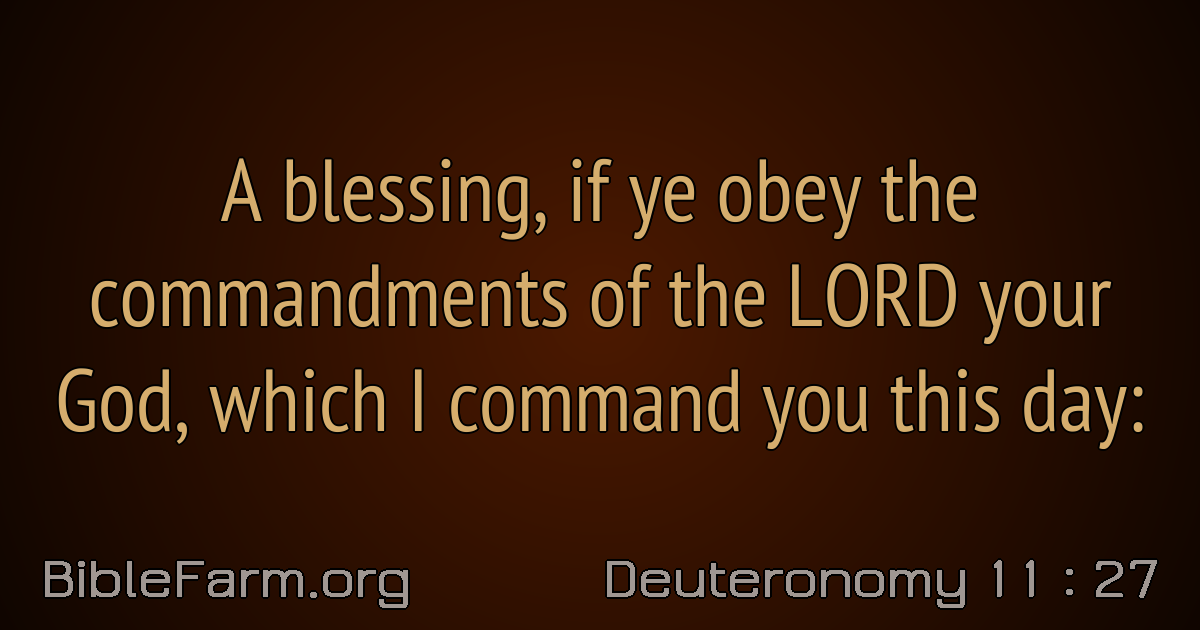 A blessing, if ye obey the
commandments of the LORD your
God, which I command you this day:
BibleFarm.org
Deuteronomy 11 : 27